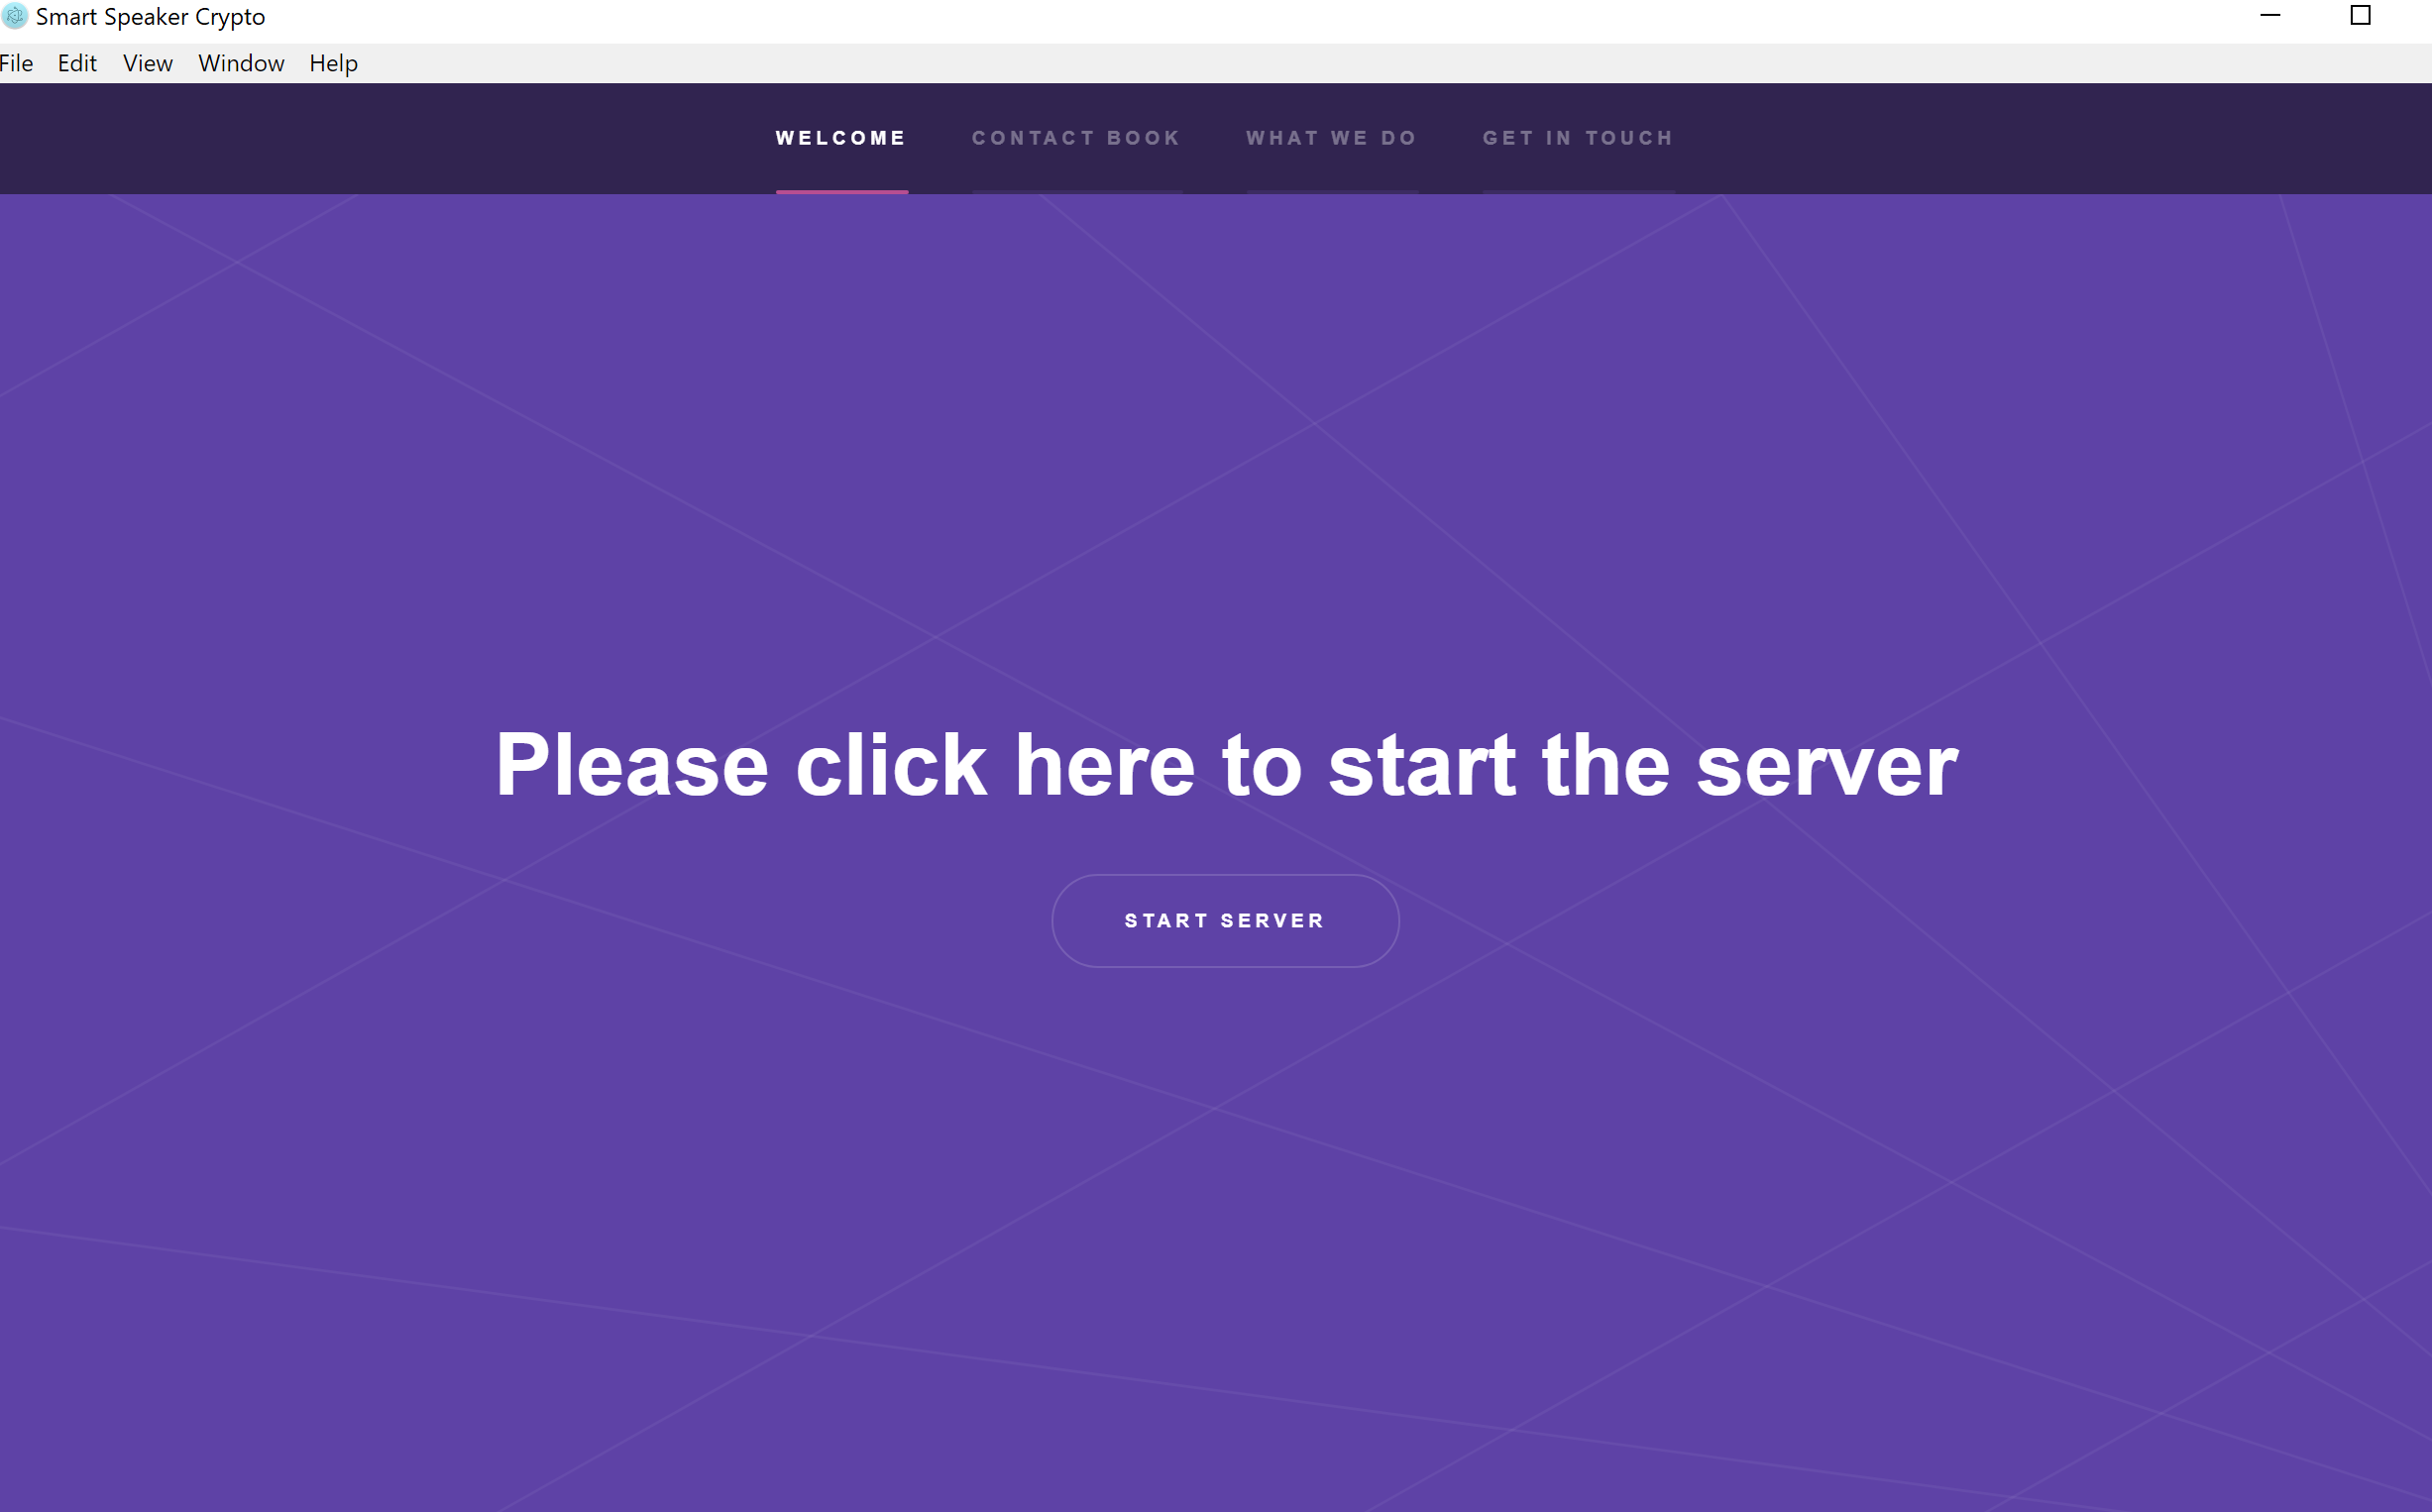 Smart Speaker Crypto
File Edit View Window Help
WELCOME CONTACT BOOK WHAT WE DO GET IN TOUCH
Please click here to start the server
START SERVER